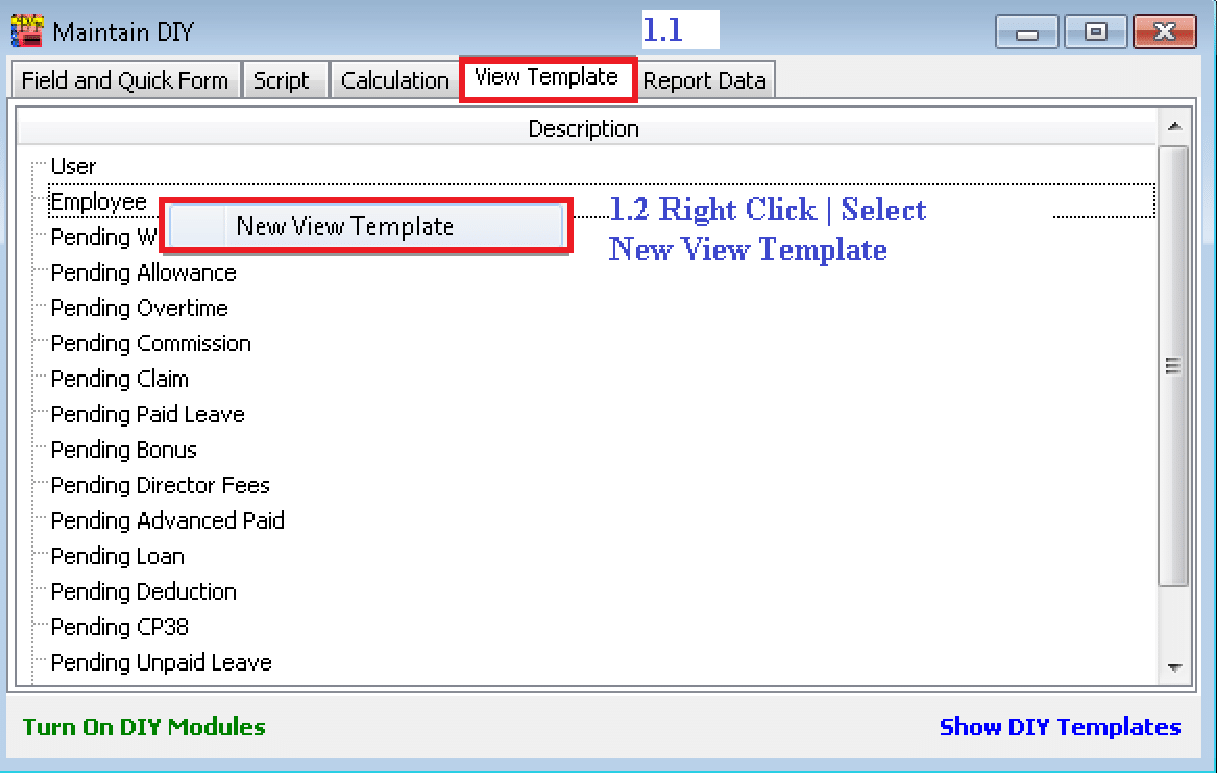 Maintain DIY
1.1
Field and Quick Form
Script
Calculation
View Template
Report Data
Description
User
Employee
1.2 Right Click | Select
New View Template
New View Template
Pending W
Pending Allowance
Pending Overtime
Pending Commission
Pending Claim
Pending Paid Leave
Pending Bonus
Pending Director Fees
Pending Advanced Paid
Pending Loan
Pending Deduction
Pending CP38
Pending Unpaid Leave
Turn On DIY Modules
Show DIY Templates